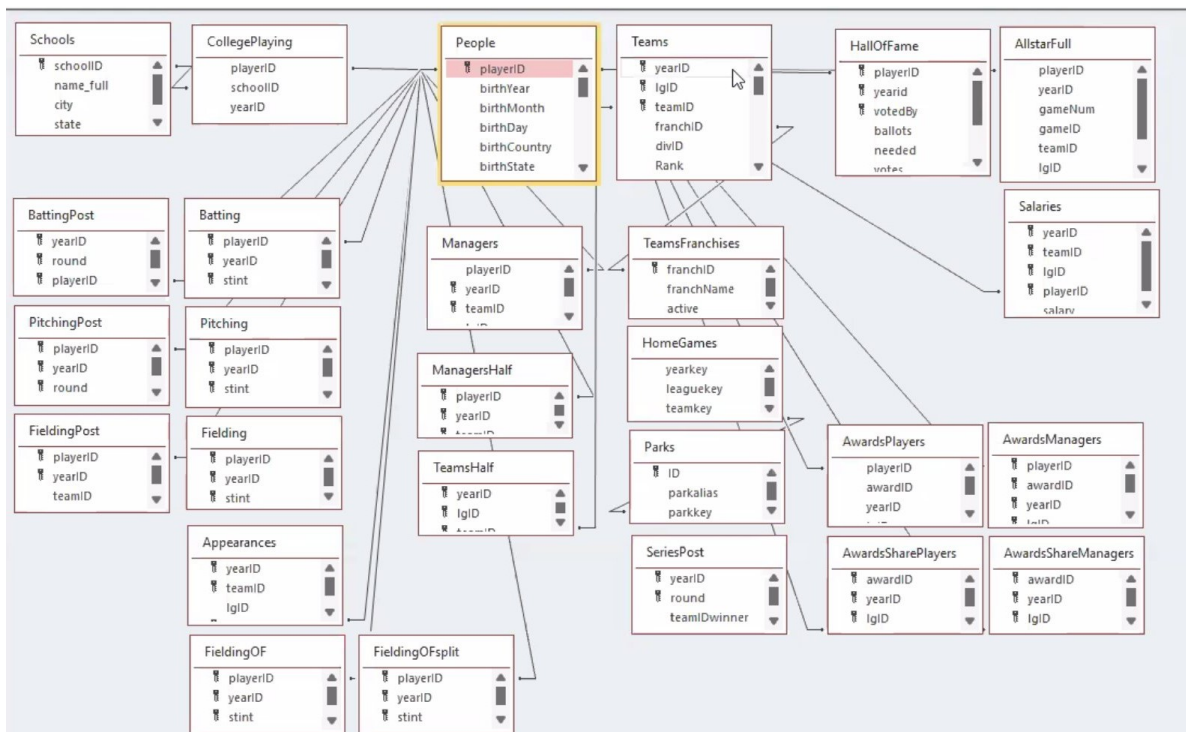 Schools
schoolID
name_full
city
state
CollegePlaying
playerID
schoolID
yearID
People
playerID
birthYear
birthMonth
birthDay
birthCountry
birthState
Teams
yearID
lgID
teamID
franchID
divID
Rank
HallOfFame
playerID
yearid
votedBy
ballots
needed
votes
AllstarFull
playerID
yearID
gameNum
gameID
teamID
lgID
BattingPost
yearID
round
playerID
Batting
playerID
yearID
stint
Managers
playerID
yearID
teamID
TeamsFranchises
franchID
franchName
active
Salaries
yearID
teamID
lgID
playerID
salary
PitchingPost
playerID
yearID
round
Pitching
playerID
yearID
stint
ManagersHalf
playerID
yearID
teamID
HomeGames
yearkey
leaguekey
teamkey
FieldingPost
playerID
yearID
teamID
Fielding
playerID
yearID
stint
TeamsHalf
yearID
lgID
teamID
Parks
ID
parkalias
parkkey
AwardsPlayers
playerID
awardID
yearID
AwardsManagers
playerID
awardID
yearID
lgID
Appearances
yearID
teamID
lgID
SeriesPost
yearID
round
teamIDwinner
AwardsSharePlayers
awardID
yearID
lgID
AwardsShareManagers
awardID
yearID
lgID
FieldingOF
playerID
yearID
stint
FieldingOFsplit
playerID
yearID
stint